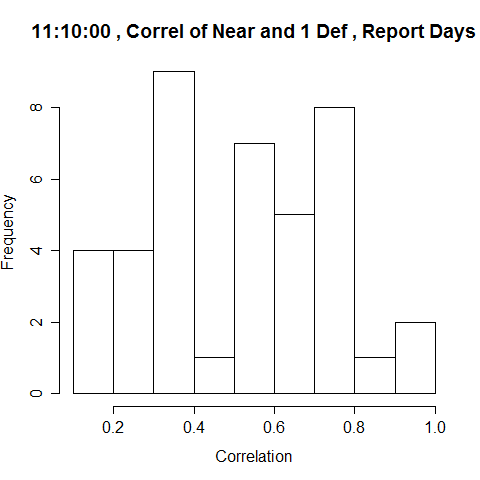 11:10:00 , Correl of Near and 1 Def , Report Days
Frequency
8
6
4
2
0
0.2 0.4 0.6 0.8 1.0
Correlation